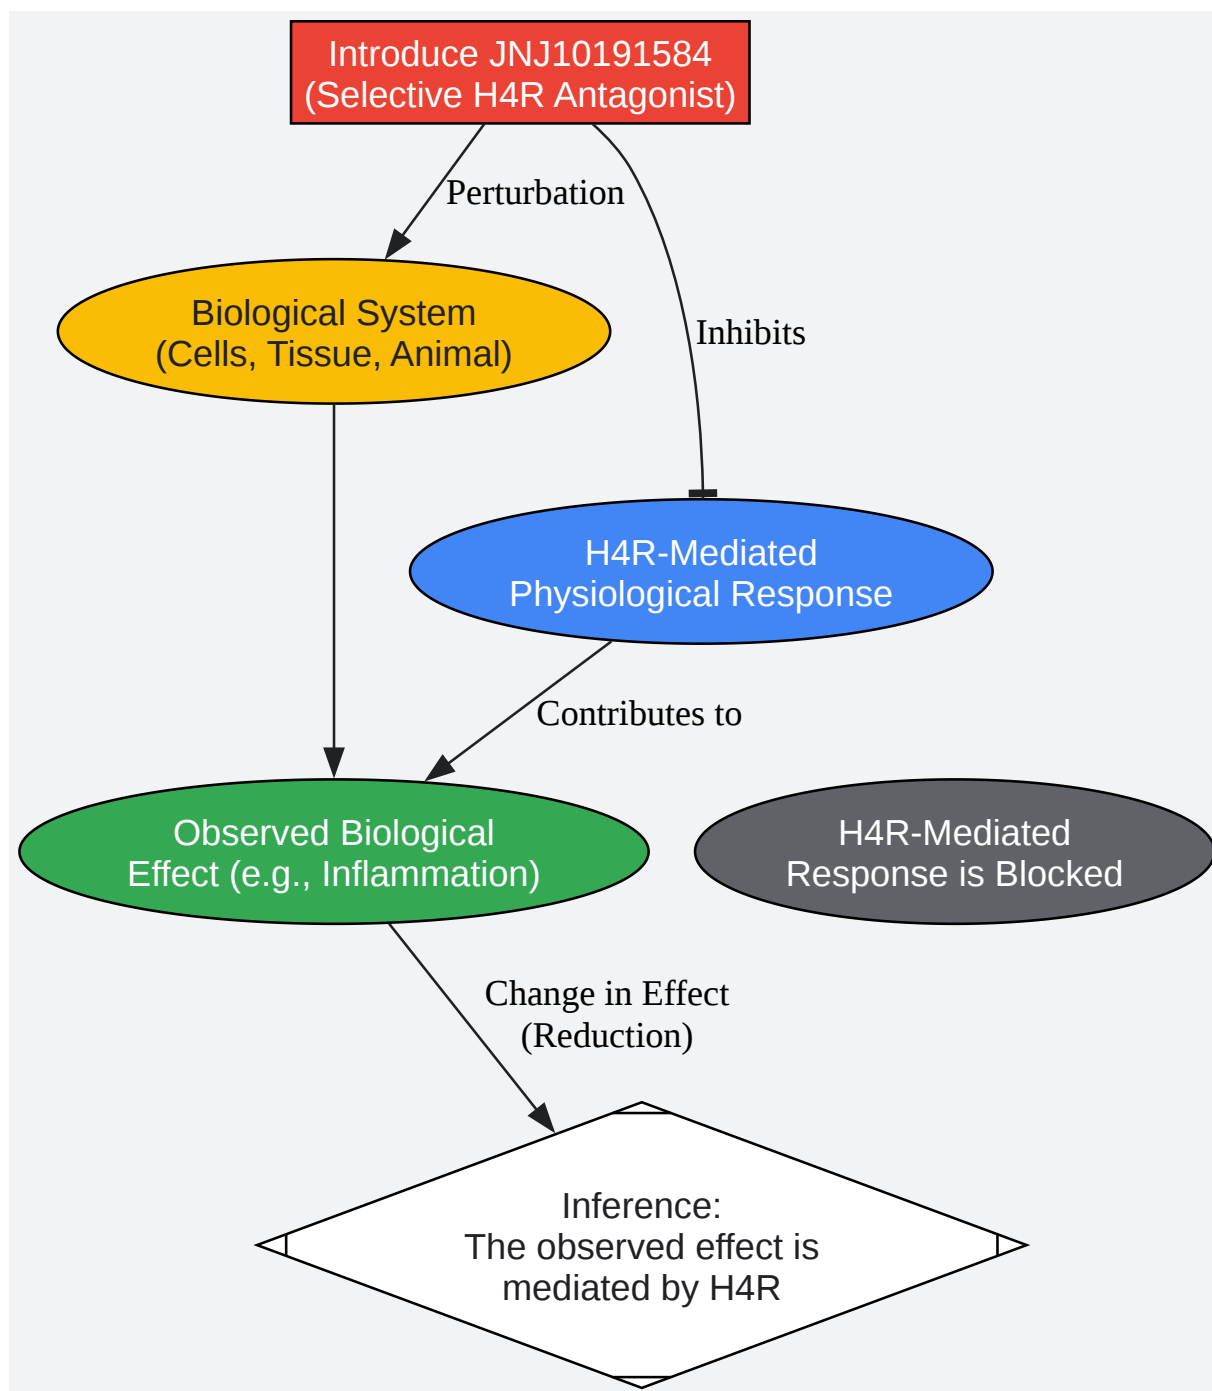 Introduce JNJ10191584
(Selective H4R Antagonist)
Perturbation
Biological System
(Cells, Tissue, Animal)
Inhibits
H4R-Mediated
Physiological Response
Contributes to
Observed Biological
Effect (e.g., Inflammation)
H4R-Mediated
Response is Blocked
Change in Effect
(Reduction)
Inference:
The observed effect is
mediated by H4R